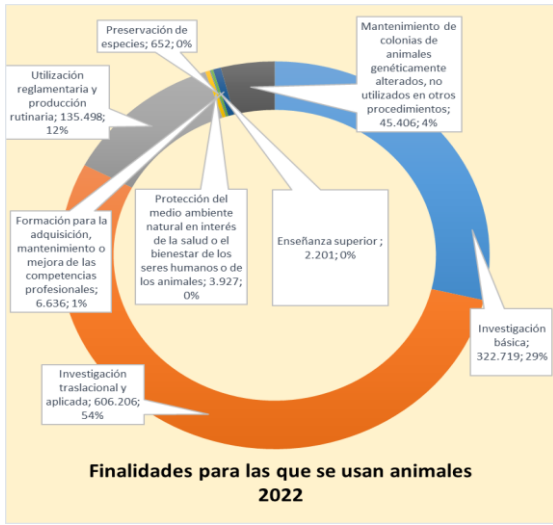 Preservación de
especies; 652; 0%
Mantenimiento de
colonias de
animales
genéticamente
alterados, no
utilizados en otros
procedimientos;
45.406; 4%
Utilización
reglamentaria y
producción
rutinaria; 135.498;
12%
Protección del
medio ambiente
natural en interés
de la salud o el
bienestar de los
seres humanos o de
los animales; 3.927;
0%
Enseñanza superior ;
2.201; 0%
Formación para la
adquisición,
mantenimiento o
mejora de las
competencias
profesionales;
6.636; 1%
Investigación
básica;
322.719; 29%
Investigación
traslacional y
aplicada; 606.206;
54%
Finalidades para las que se usan animales
2022